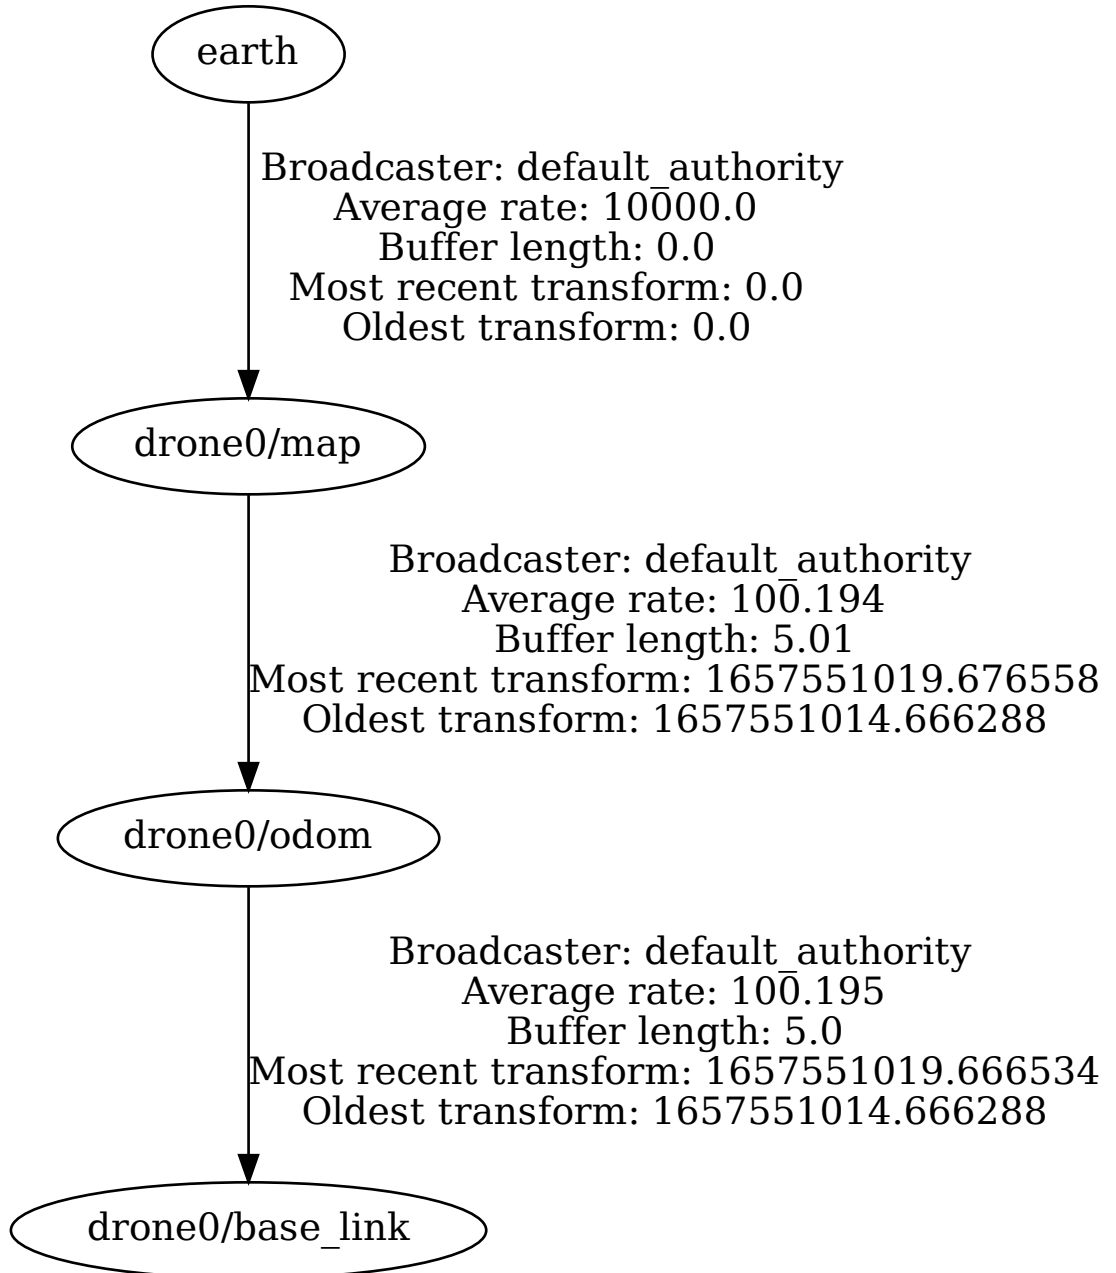 earth
Broadcaster: default_authority
Average rate: 10000.0
Buffer length: 0.0
Most recent transform: 0.0
Oldest transform: 0.0
drone0/map
Broadcaster: default_authority
Average rate: 100.194
Buffer length: 5.01
Most recent transform: 1657551019.676558
Oldest transform: 1657551014.666288
drone0/odom
Broadcaster: default_authority
Average rate: 100.195
Buffer length: 5.0
Most recent transform: 1657551019.666534
Oldest transform: 1657551014.666288
drone0/base_link